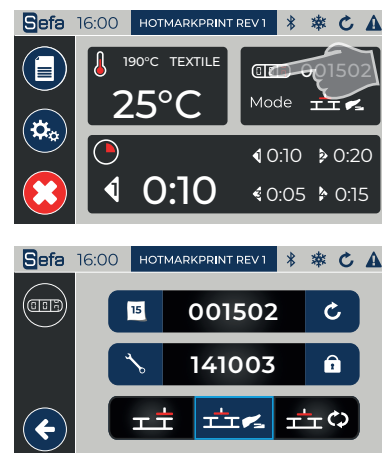 Sefa 16:00 HOTMARKPRINT REV 1
190°C TEXTILE
25°C
001502
Mode
1 0:10
0:10 0:20
0:05 0:15
Sefa 16:00 HOTMARKPRINT REV 1
15 001502
141003